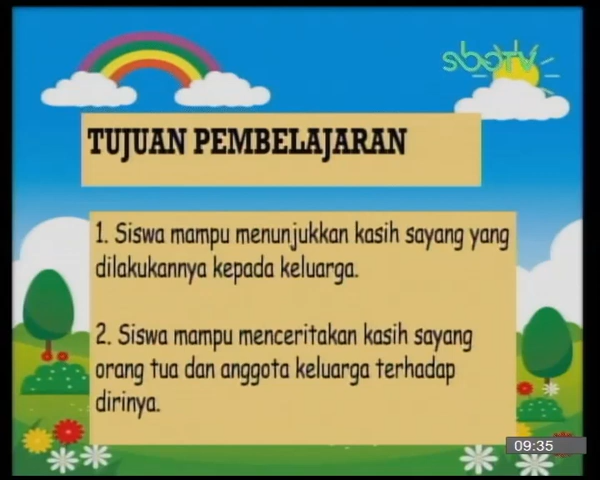 sboTV
TUJUAN PEMBELAJARAN
1. Siswa mampu menunjukkan kasih sayang yang
dilakukannya kepada keluarga.
2. Siswa mampu menceritakan kasih sayang
orang tua dan anggota keluarga terhadap
dirinya.
09:35